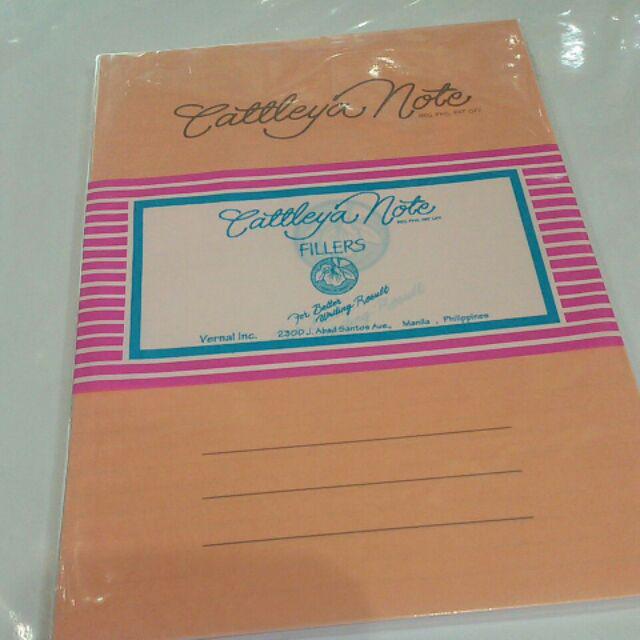 Cattleya Note
REG. PHIL. PAT. OFF.
Cattleya Note
REG. PHIL. PAT. OFF.
FILLERS
For Better
Writing Result
Vernal Inc. 2300 J. Abad Santos Ave., Manila, Philippines